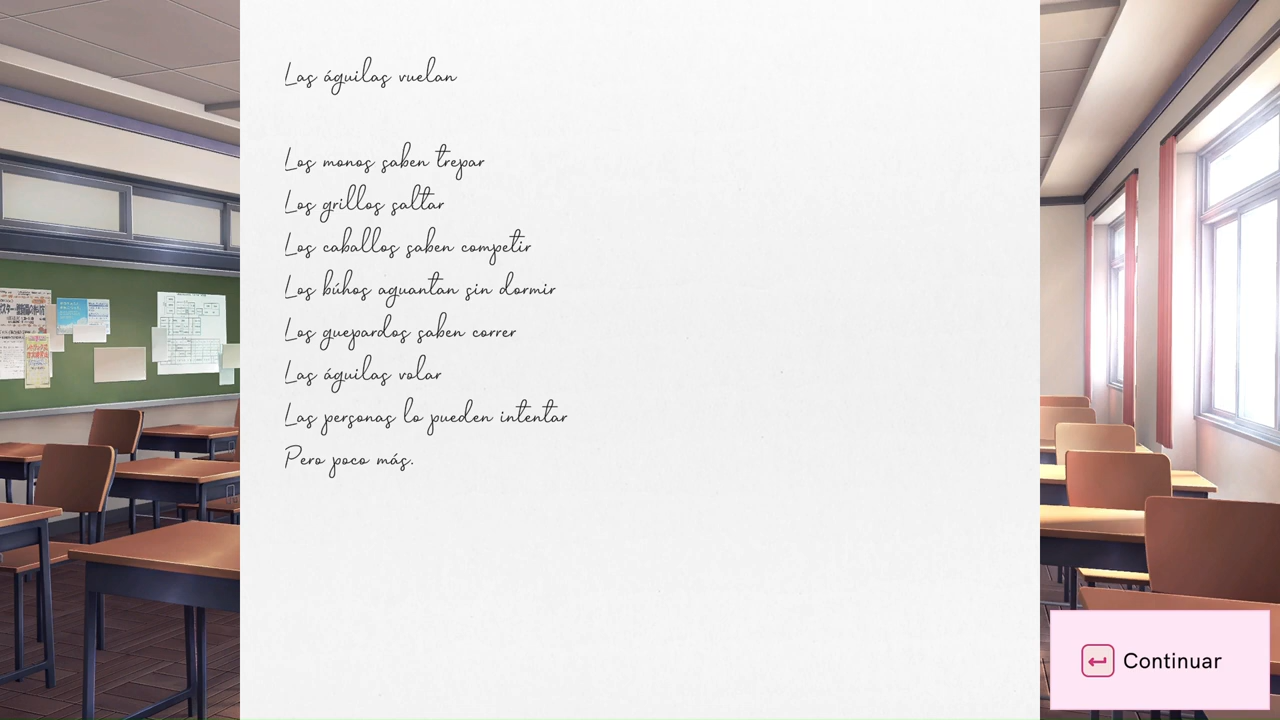 Las águilas vuelan
Los monos saben trepar
Los grillos saltar
Los caballos saben competir
Los búhos aguantan sin dormir
Los guepardos saben correr
Las águilas volar
Las personas lo pueden intentar
Pero poco más.
Continuar